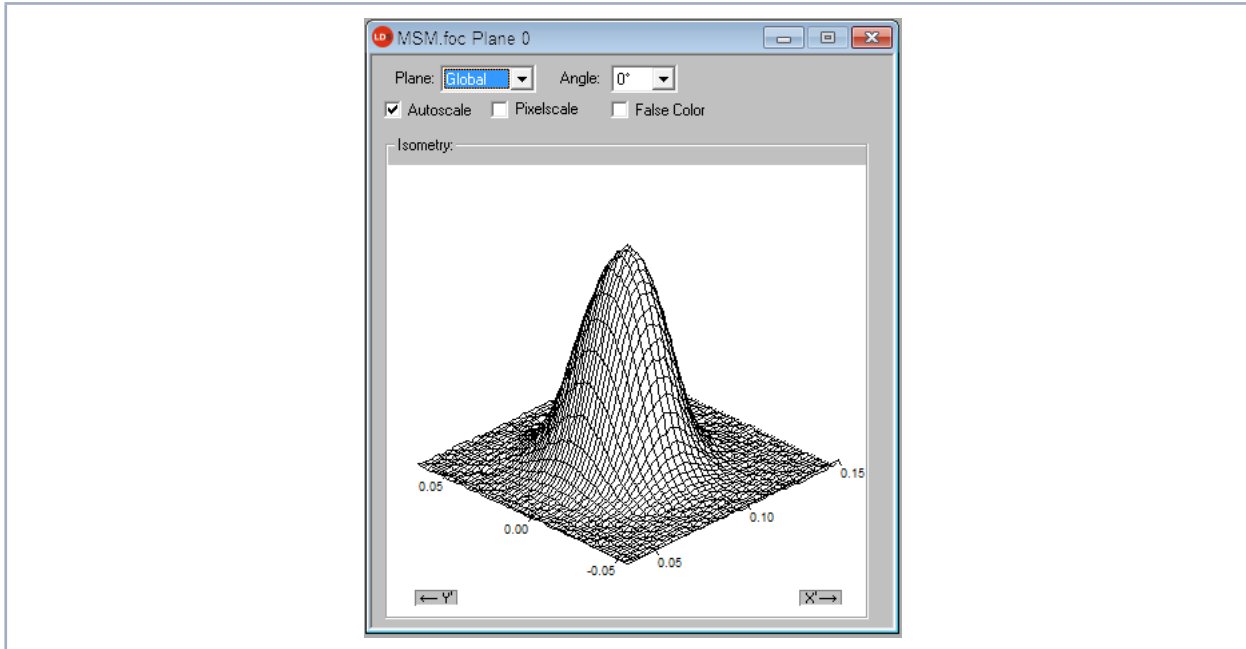 LD
MSM.foc Plane 0
Plane: Global Angle: 0°
Autoscale Pixelscale False Color
Isometry:
0.05
0.00
-0.05
0.05
0.10
0.15
← Y' X' →